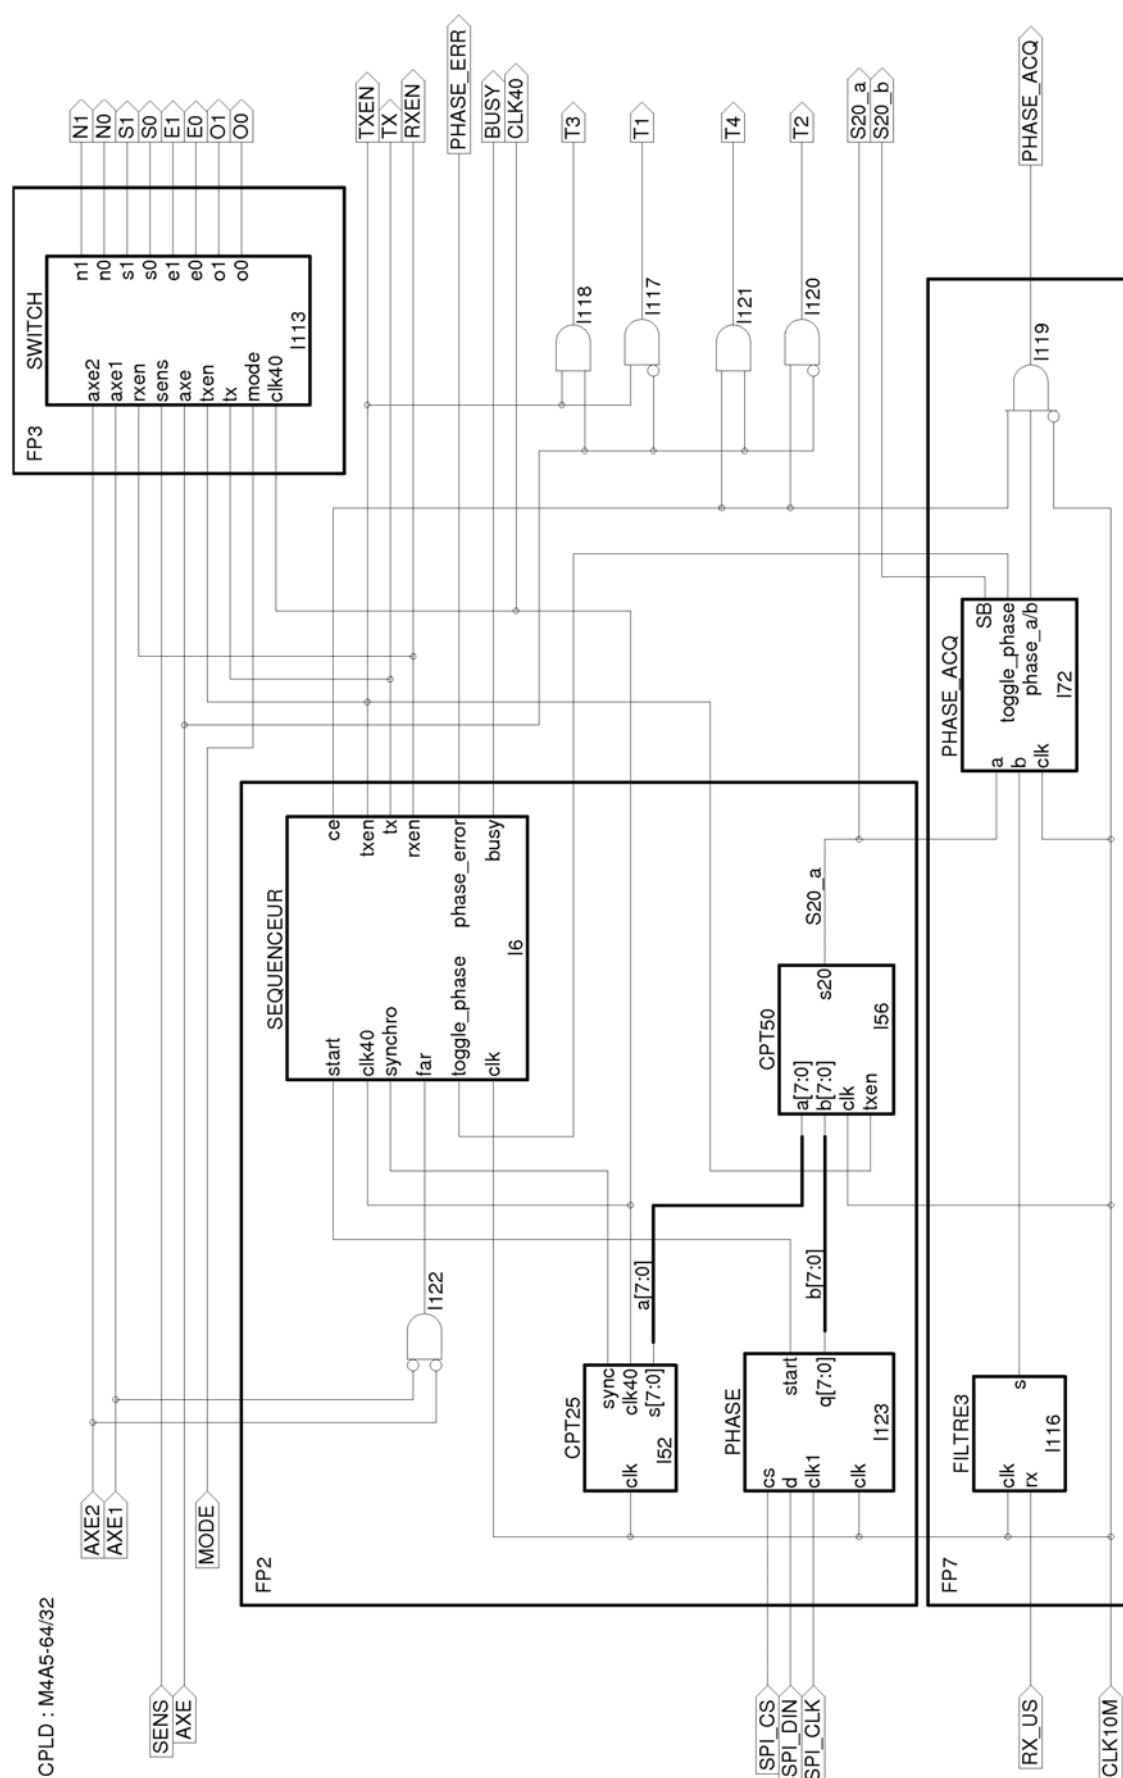 CPLD : M4A5-64/32
SENS
AXE
AXE2
AXE1
MODE
SPI_CS
SPI_DIN
SPI_CLK
RX_US
CLK10M
FP3
SWITCH
axe2
axe1
rxen
sens
axe
txen
tx
mode
clk40
n1
n0
s1
s0
e1
e0
o1
o0
I113
N1
N0
S1
S0
E1
E0
O1
O0
FP2
SEQUENCEUR
start
clk40
synchro
far
toggle_phase
clk
ce
txen
tx
rxen
phase_error
busy
I6
I122
CPT25
clk
sync
clk40
s[7:0]
I52
a[7:0]
PHASE
cs
d
clk1
clk
start
q[7:0]
I123
b[7:0]
CPT50
a[7:0]
b[7:0]
clk
txen
s20
I56
S20_a
FP7
FILTRE3
clk
rx
s
I116
PHASE_ACQ
a
b
clk
SB
toggle_phase
phase_a/b
I72
I118
I117
I121
I120
I119
TXEN
TX
RXEN
PHASE_ERR
BUSY
CLK40
T3
T1
T4
T2
S20_a
S20_b
PHASE_ACQ